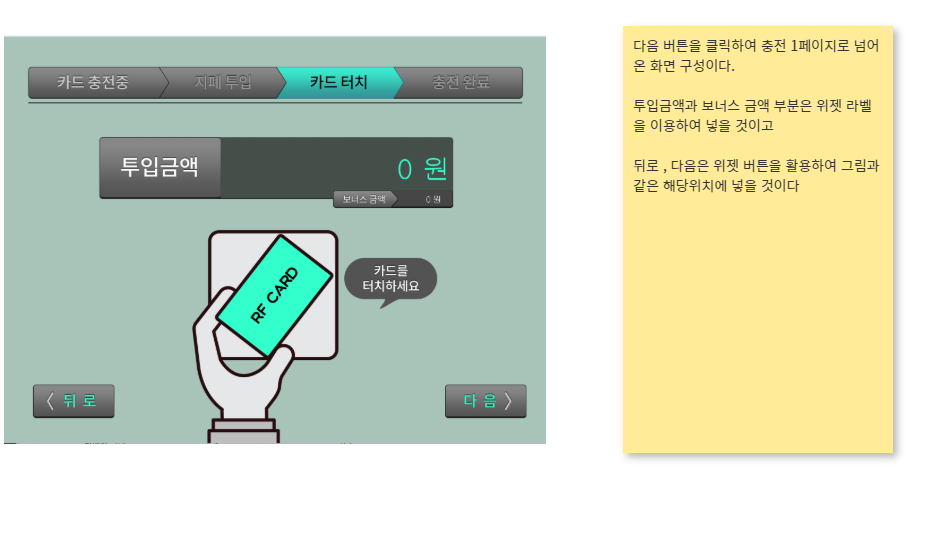 카드 충전중 지폐 투입 카드 터치 충전 완료
투입금액 0 원
보너스 금액 0 원
RF CARD
카드를
터치하세요
뒤 로
다 음
다음 버튼을 클릭하여 충전 1페이지로 넘어
온 화면 구성이다.
투입금액과 보너스 금액 부분은 위젯 라벨
을 이용하여 넣을 것이고
뒤로 , 다음은 위젯 버튼을 활용하여 그림과
같은 해당위치에 넣을 것이다